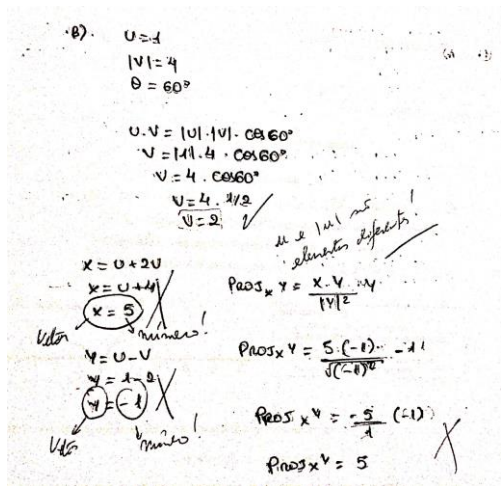 B).
U=1
|V|=4
θ = 60°
U.V = |U|.|V|. COS60°
V = |1|.4 . COS60°
V = 4 . COS60°
V = 4 . 1/2
V = 2
u e |u| são
elementos diferentes!
X = U+2V
X = U+4
X = 5
Vetor
número!
Y = U-V
Y = 1-2
Y = -1
Vetor
número!
PROJx Y = X.Y / |Y|² . Y
PROJx Y = 5.(-1) / √(-1)² . -1
PROJx Y = -5 / 1 (-1)
PROJx Y = 5